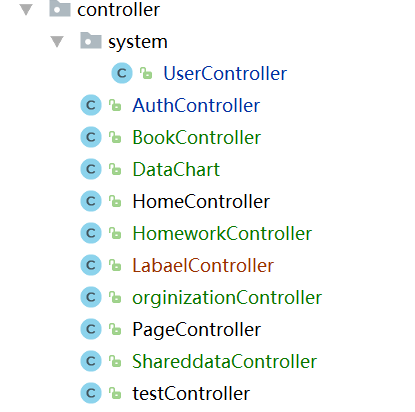 controller
system
C UserController
C AuthController
C BookController
C DataChart
C HomeController
C HomeworkController
C LabaelController
C orginizationController
C PageController
C ShareddataController
C testController